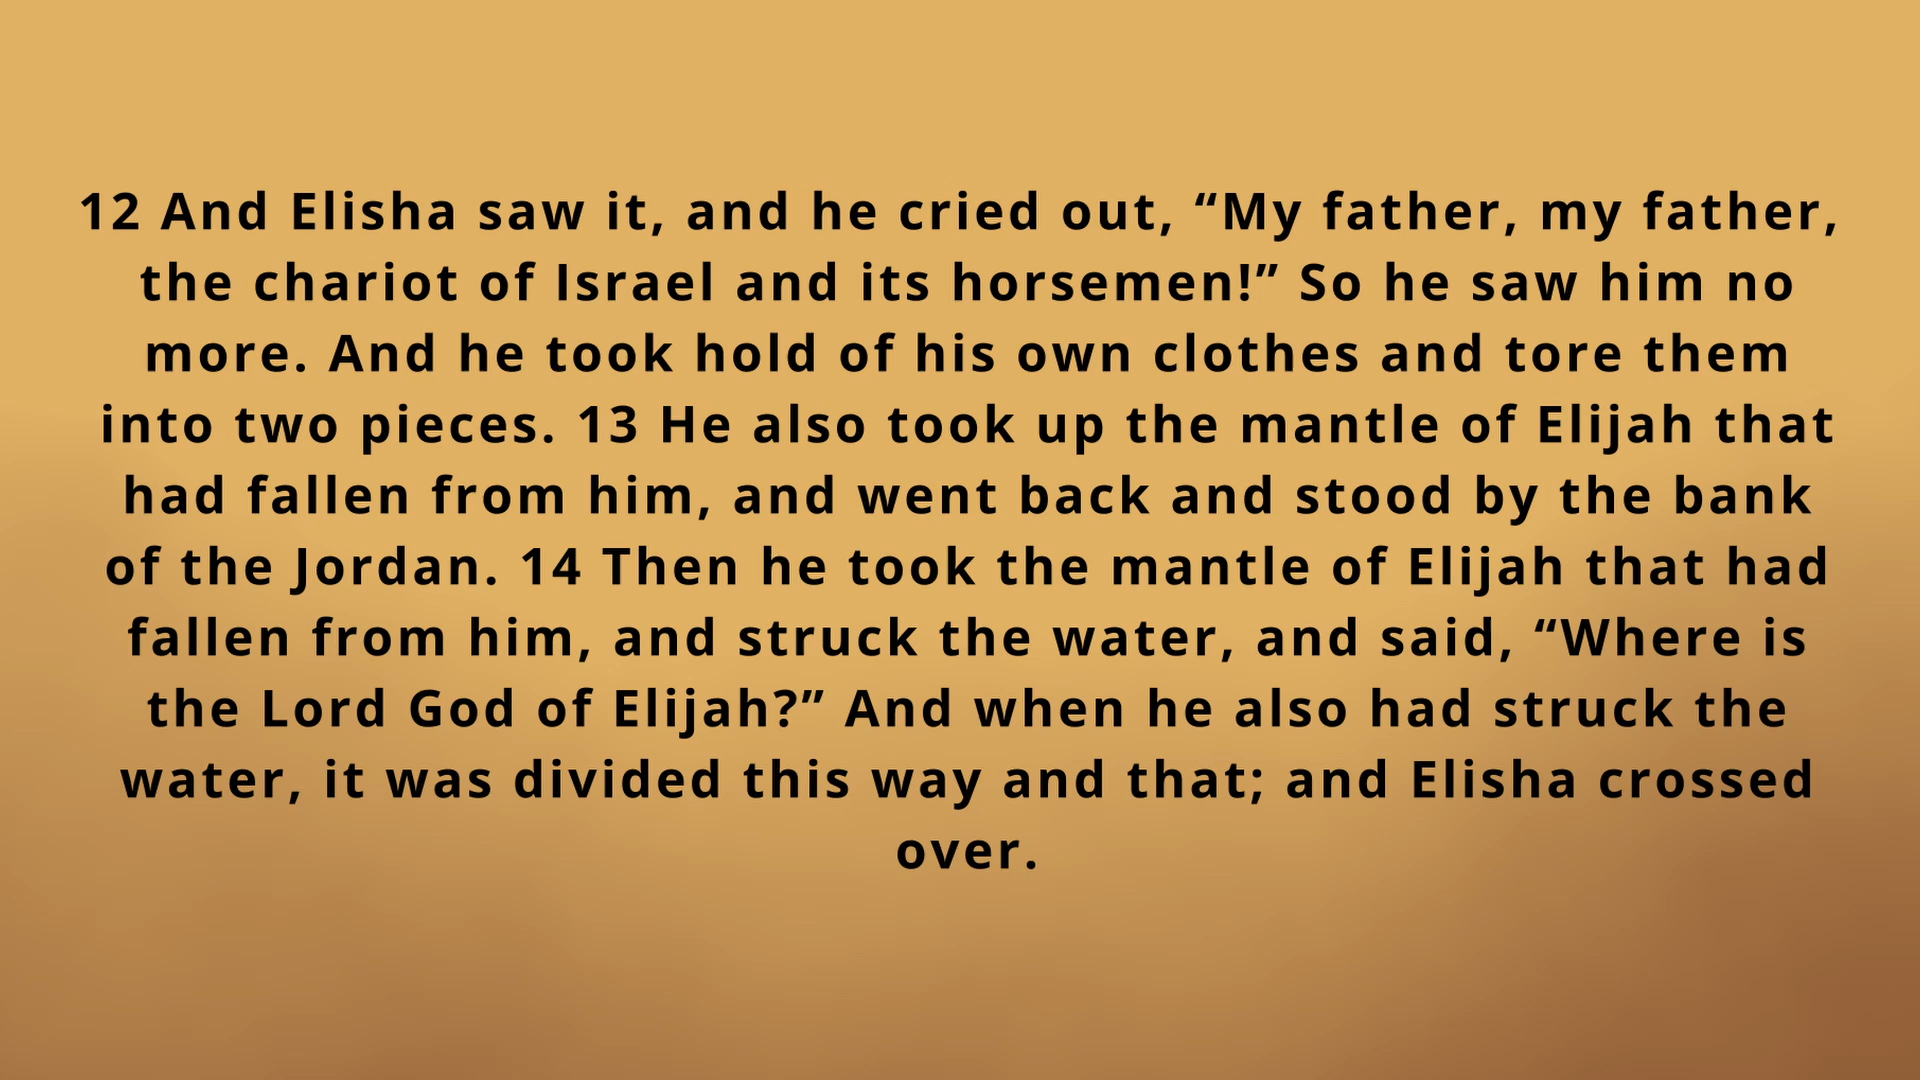 12 And Elisha saw it, and he cried out, “My father, my father,
the chariot of Israel and its horsemen!” So he saw him no
more. And he took hold of his own clothes and tore them
into two pieces. 13 He also took up the mantle of Elijah that
had fallen from him, and went back and stood by the bank
of the Jordan. 14 Then he took the mantle of Elijah that had
fallen from him, and struck the water, and said, “Where is
the Lord God of Elijah?” And when he also had struck the
water, it was divided this way and that; and Elisha crossed
over.